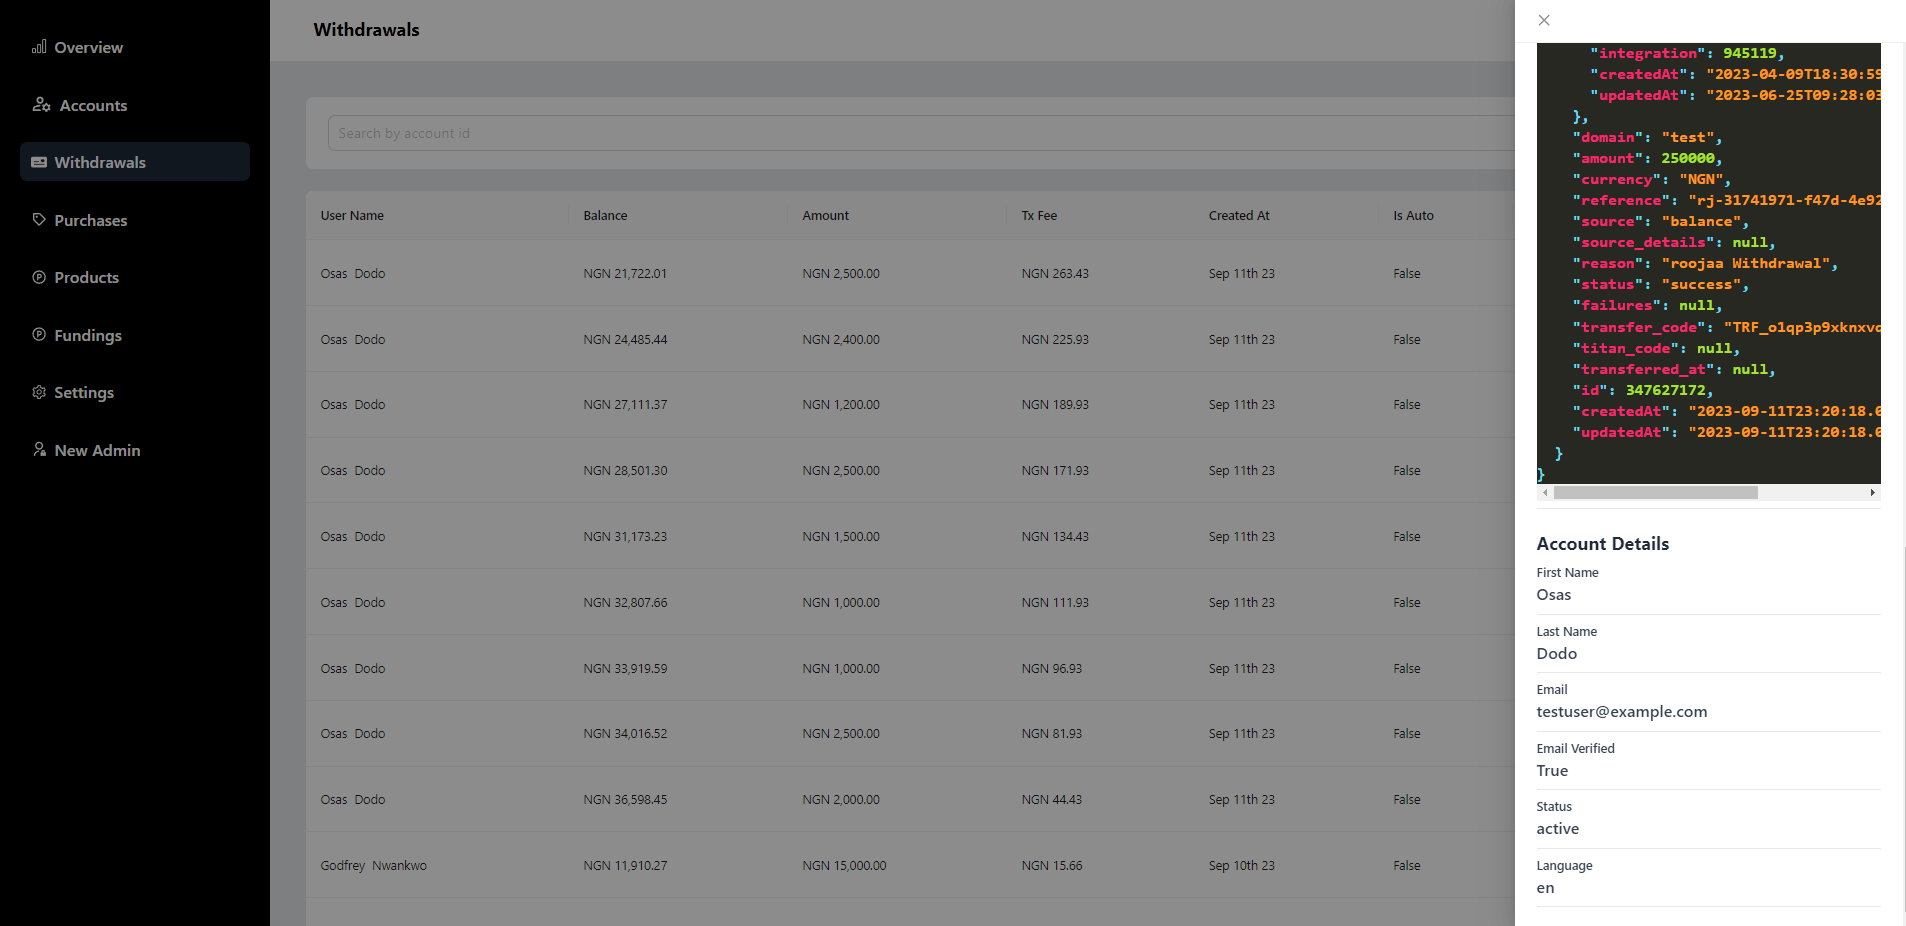 Overview
Accounts
Withdrawals
Purchases
Products
Fundings
Settings
New Admin
Withdrawals
Search by account id
User Name Balance Amount Tx Fee Created At Is Auto
Osas Dodo NGN 21,722.01 NGN 2,500.00 NGN 263.43 Sep 11th 23 False
Osas Dodo NGN 24,485.44 NGN 2,400.00 NGN 225.93 Sep 11th 23 False
Osas Dodo NGN 27,111.37 NGN 1,200.00 NGN 189.93 Sep 11th 23 False
Osas Dodo NGN 28,501.30 NGN 2,500.00 NGN 171.93 Sep 11th 23 False
Osas Dodo NGN 31,173.23 NGN 1,500.00 NGN 134.43 Sep 11th 23 False
Osas Dodo NGN 32,807.66 NGN 1,000.00 NGN 111.93 Sep 11th 23 False
Osas Dodo NGN 33,919.59 NGN 1,000.00 NGN 96.93 Sep 11th 23 False
Osas Dodo NGN 34,016.52 NGN 2,500.00 NGN 81.93 Sep 11th 23 False
Osas Dodo NGN 36,598.45 NGN 2,000.00 NGN 44.43 Sep 11th 23 False
Godfrey Nwankwo NGN 11,910.27 NGN 15,000.00 NGN 15.66 Sep 10th 23 False
"integration": 945119,
"createdAt": "2023-04-09T18:30:59
"updatedAt": "2023-06-25T09:28:03
},
"domain": "test",
"amount": 250000,
"currency": "NGN",
"reference": "rj-31741971-f47d-4e92
"source": "balance",
"source_details": null,
"reason": "roojaa Withdrawal",
"status": "success",
"failures": null,
"transfer_code": "TRF_o1qp3p9xknxv
"titan_code": null,
"transferred_at": null,
"id": 347627172,
"createdAt": "2023-09-11T23:20:18.0
"updatedAt": "2023-09-11T23:20:18.0
}
}
Account Details
First Name
Osas
Last Name
Dodo
Email
testuser@example.com
Email Verified
True
Status
active
Language
en